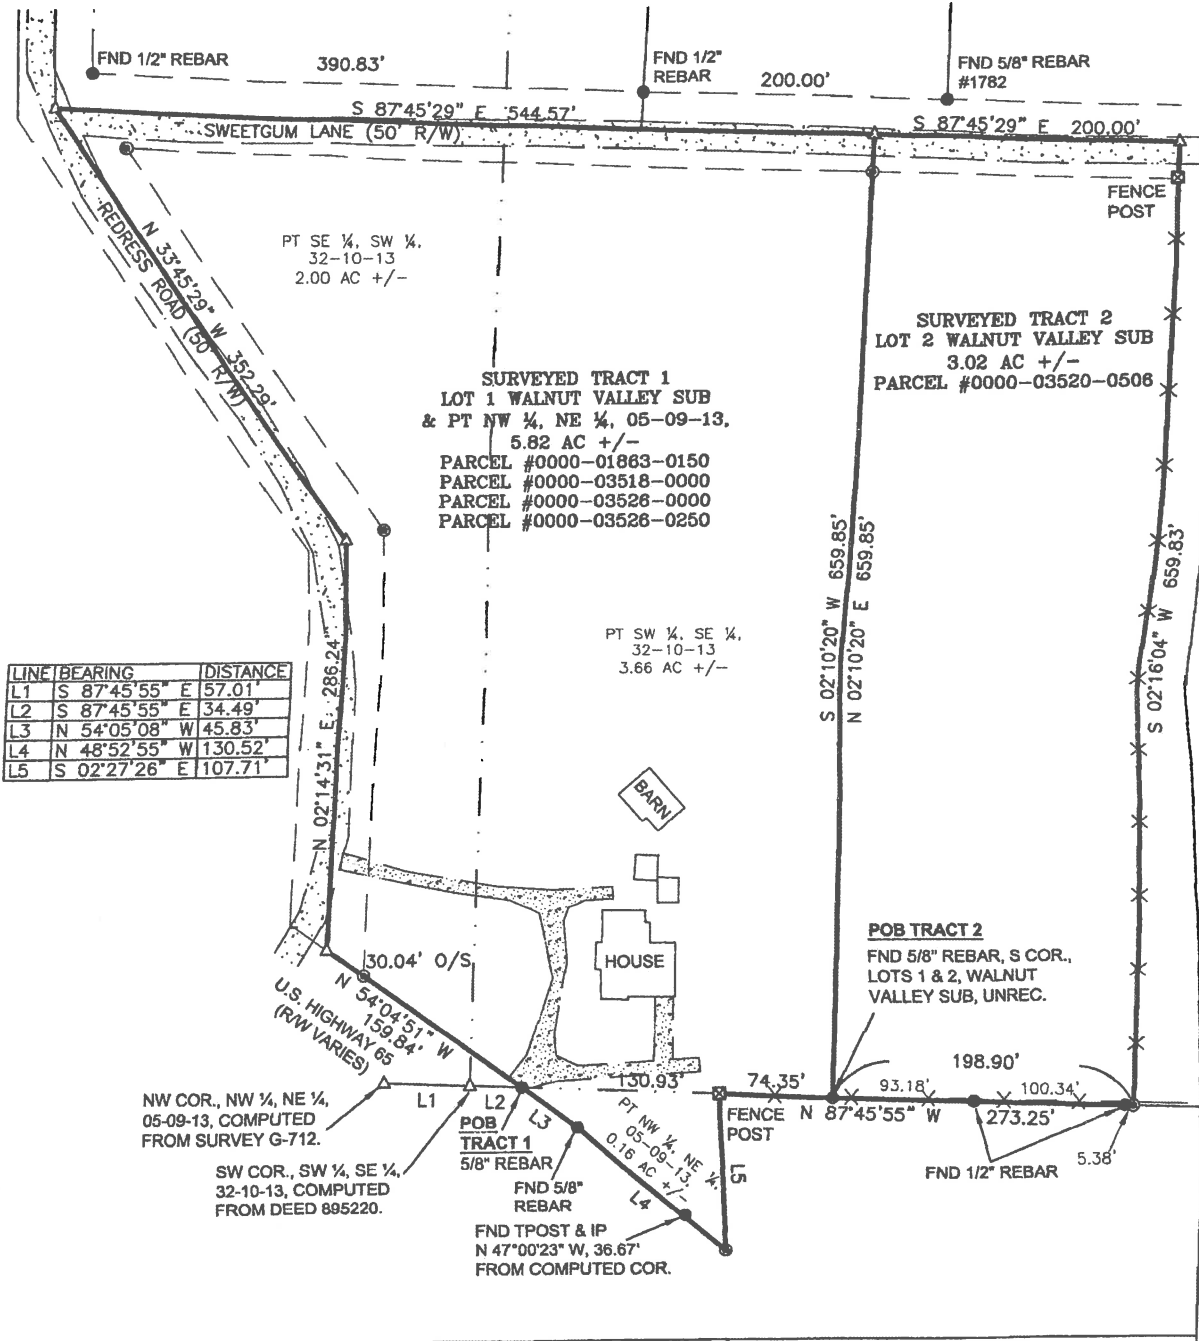 FND 1/2" REBAR
390.83'
FND 1/2"
REBAR
200.00'
FND 5/8" REBAR
#1782
S 87°45'29" E 544.57'
SWEETGUM LANE (50' R/W)
S 87°45'29" E 200.00'
FENCE
POST
N 33°45'29" W 352.29'
REDRESS ROAD (50' R/W)
PT SE ¼, SW ¼,
32-10-13
2.00 AC +/-
SURVEYED TRACT 2
LOT 2 WALNUT VALLEY SUB
3.02 AC +/-
PARCEL #0000-03520-0506
SURVEYED TRACT 1
LOT 1 WALNUT VALLEY SUB
& PT NW ¼, NE ¼, 05-09-13,
5.82 AC +/-
PARCEL #0000-01863-0150
PARCEL #0000-03518-0000
PARCEL #0000-03526-0000
PARCEL #0000-03526-0250
S 02°10'20" W 659.85'
N 02°10'20" E 659.85'
S 02°16'04" W 659.83'
PT SW ¼, SE ¼,
32-10-13
3.66 AC +/-
LINE BEARING DISTANCE
L1 S 87°45'55" E 57.01'
L2 S 87°45'55" E 34.49'
L3 N 54°05'08" W 45.83'
L4 N 48°52'55" W 130.52'
L5 S 02°27'26" E 107.71'
N 02°14'31" E 286.24'
BARN
HOUSE
POB TRACT 2
FND 5/8" REBAR, S COR.,
LOTS 1 & 2, WALNUT
VALLEY SUB, UNREC.
30.04' O/S
N 54°04'51" W
159.84'
U.S. HIGHWAY 65
(R/W VARIES)
198.90'
130.93'
74.35'
93.18'
100.34'
N 87°45'55" W 273.25'
FENCE
POST
5.38'
FND 1/2" REBAR
L1
L2
L3
L4
L5
NW COR., NW ¼, NE ¼,
05-09-13, COMPUTED
FROM SURVEY G-712.
POB
TRACT 1
5/8" REBAR
PT NW ¼, NE ¼,
05-09-13,
0.16 AC +/-
SW COR., SW ¼, SE ¼,
32-10-13, COMPUTED
FROM DEED 895220.
FND 5/8"
REBAR
FND TPOST & IP
N 47°00'23" W, 36.67'
FROM COMPUTED COR.